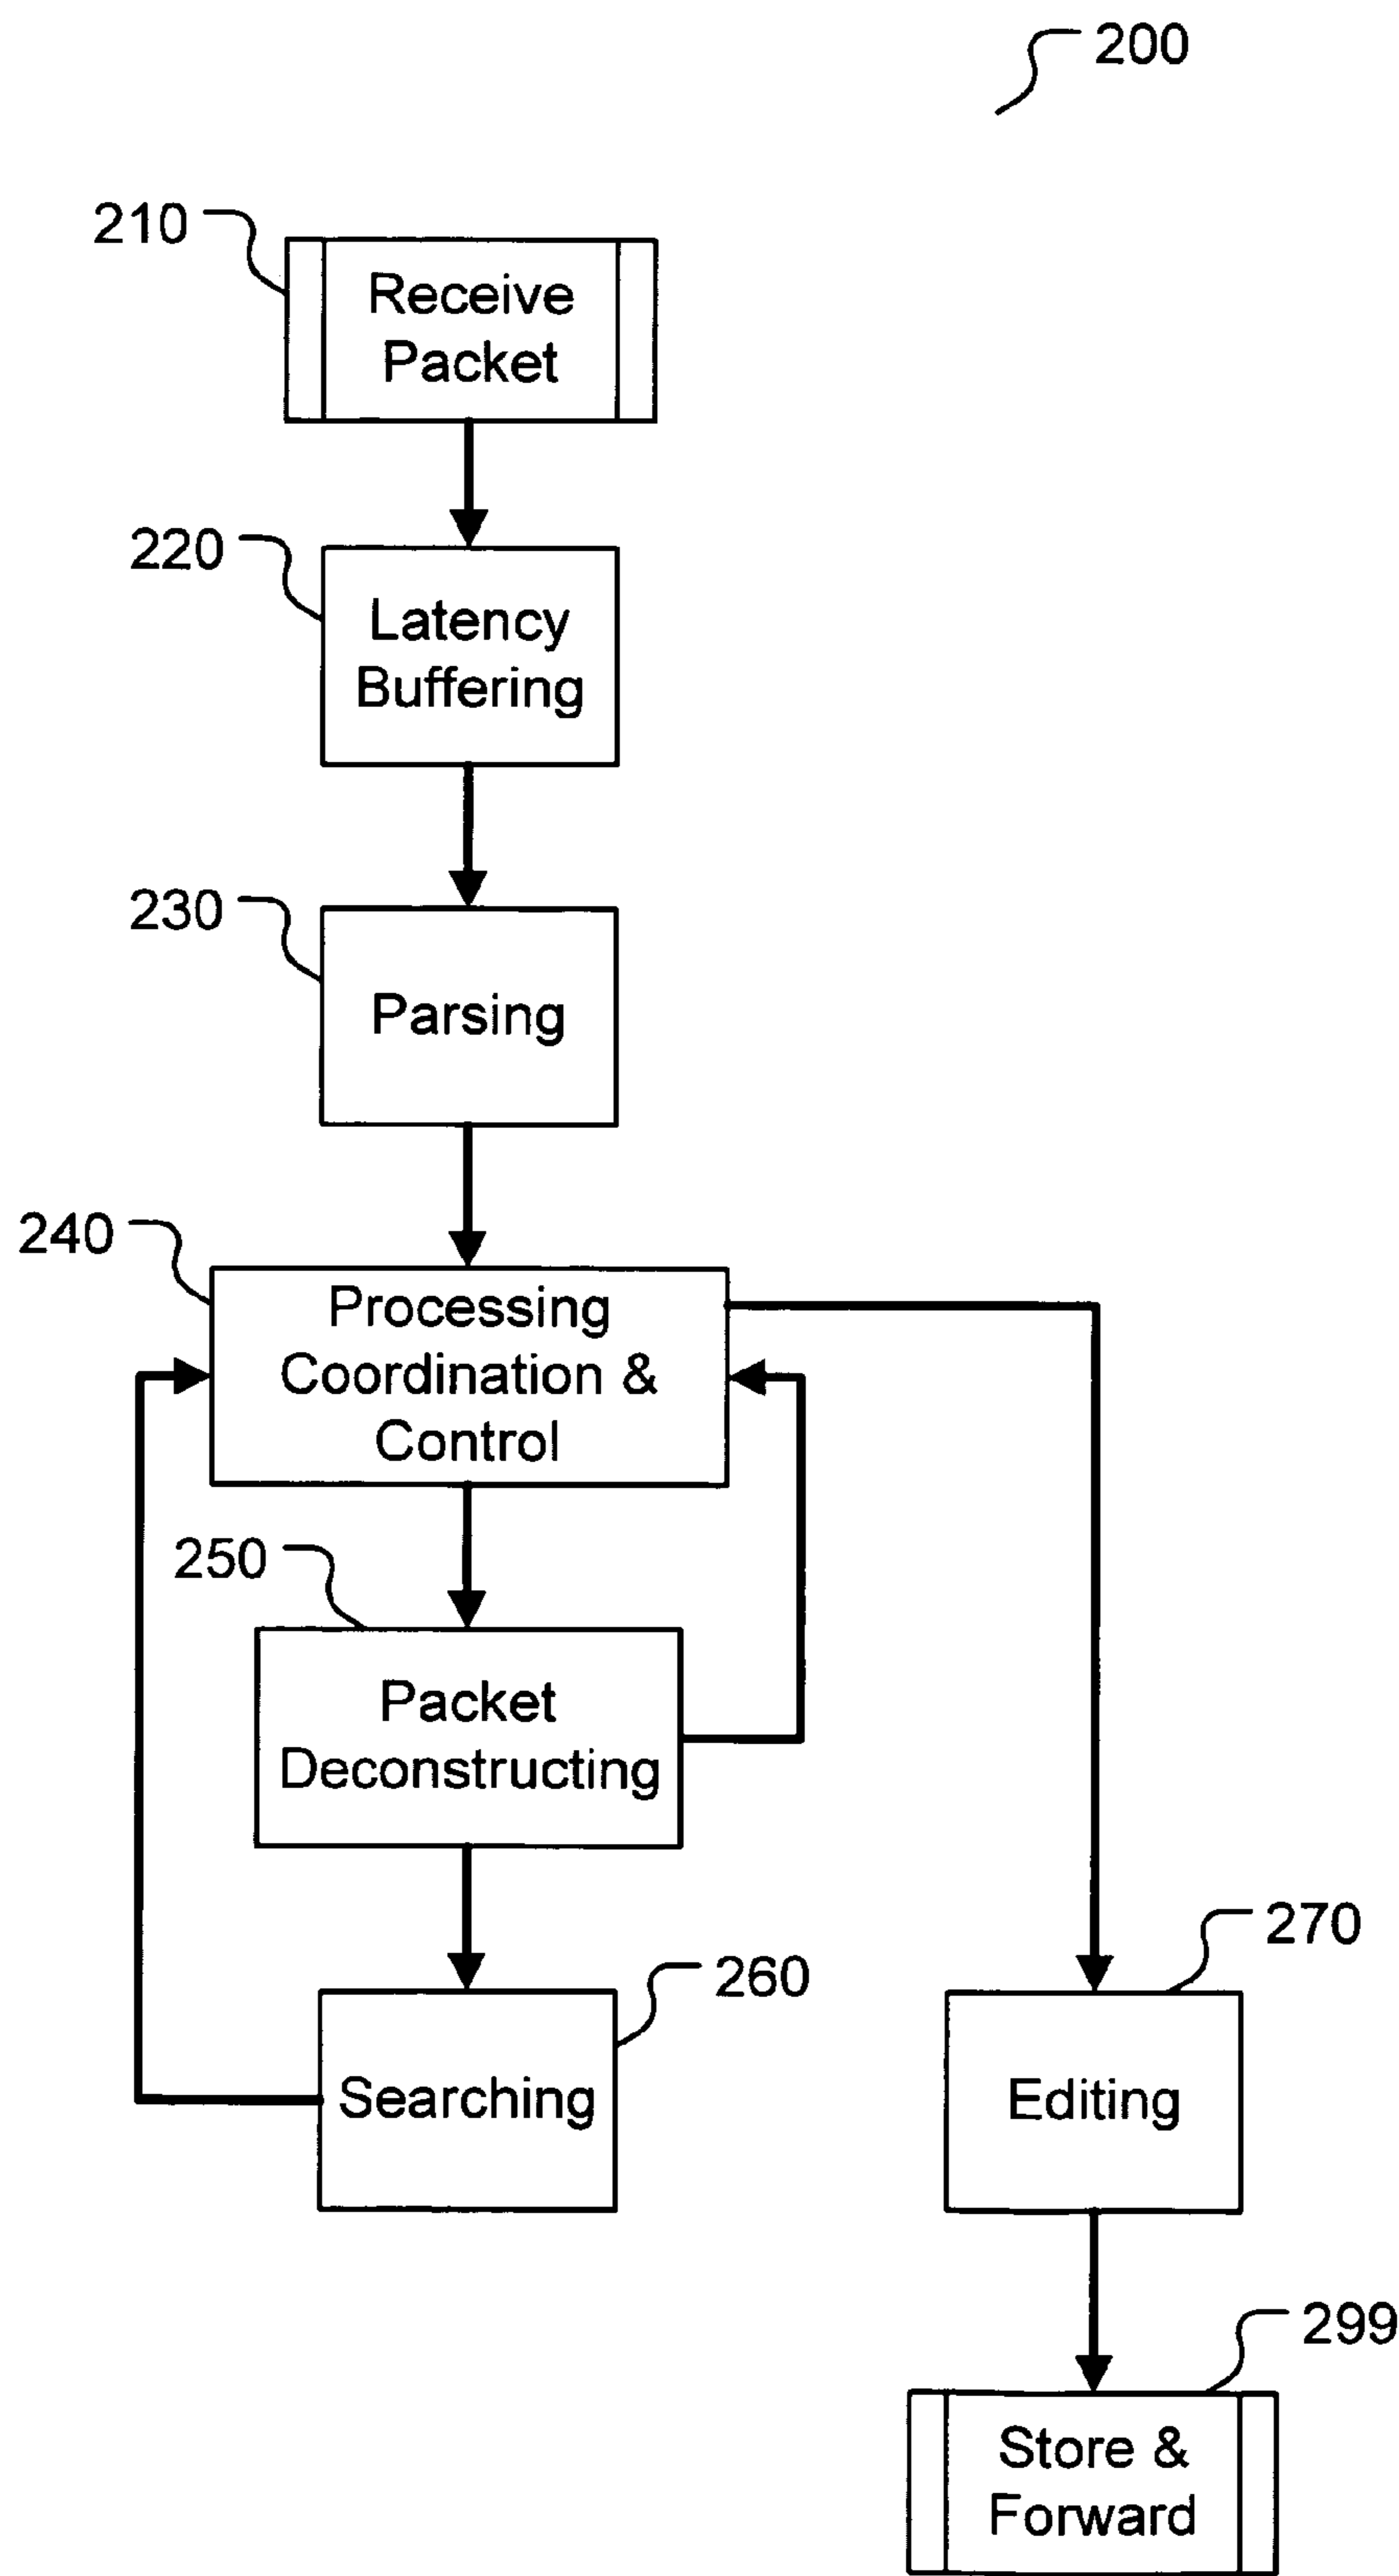 200
210
Receive
Packet
220
Latency
Buffering
230
Parsing
240
Processing
Coordination &
Control
250
Packet
Deconstructing
260
Searching
270
Editing
299
Store &
Forward